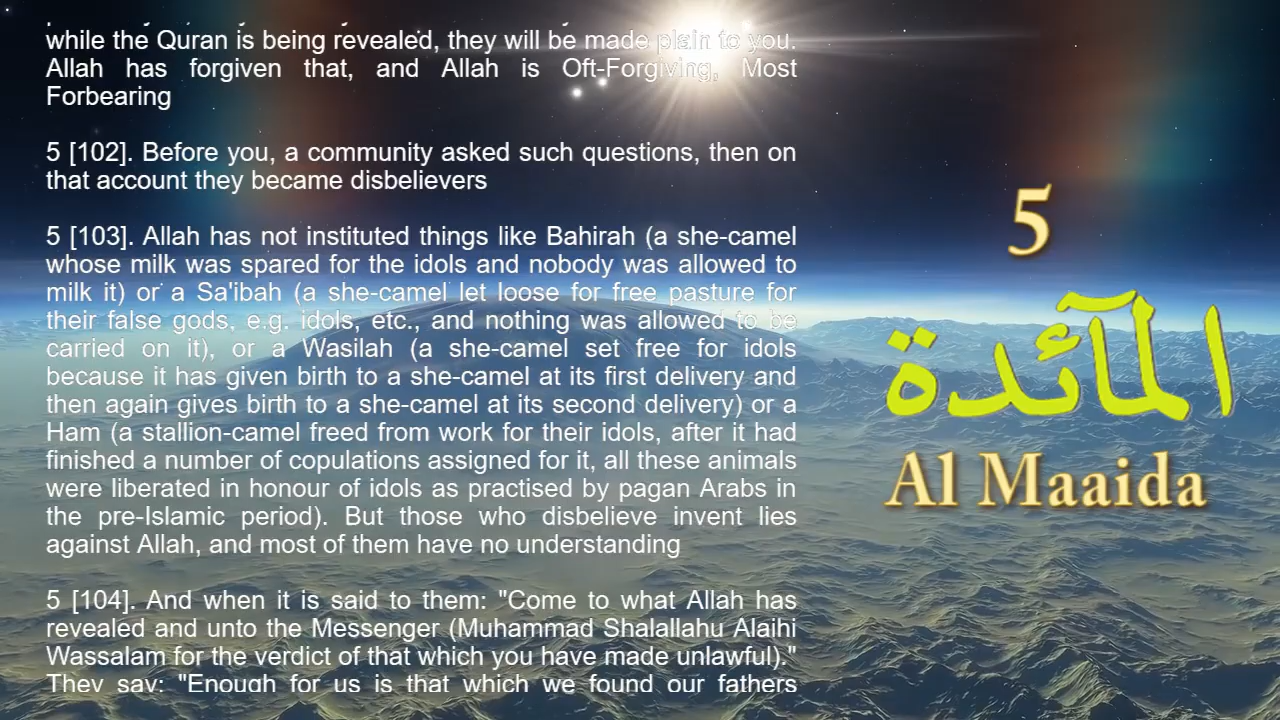 while the Quran is being revealed, they will be made plain to you.
Allah has forgiven that, and Allah is Oft-Forgiving, Most
Forbearing
5 [102]. Before you, a community asked such questions, then on
that account they became disbelievers
5 [103]. Allah has not instituted things like Bahirah (a she-camel
whose milk was spared for the idols and nobody was allowed to
milk it) or a Sa'ibah (a she-camel let loose for free pasture for
their false gods, e.g. idols, etc., and nothing was allowed to be
carried on it), or a Wasilah (a she-camel set free for idols
because it has given birth to a she-camel at its first delivery and
then again gives birth to a she-camel at its second delivery) or a
Ham (a stallion-camel freed from work for their idols, after it had
finished a number of copulations assigned for it, all these animals
were liberated in honour of idols as practised by pagan Arabs in
the pre-Islamic period). But those who disbelieve invent lies
against Allah, and most of them have no understanding
5 [104]. And when it is said to them: "Come to what Allah has
revealed and unto the Messenger (Muhammad Shalallahu Alaihi
Wassalam for the verdict of that which you have made unlawful)."
They say: "Enough for us is that which we found our fathers
5
المآئدة
Al Maaida